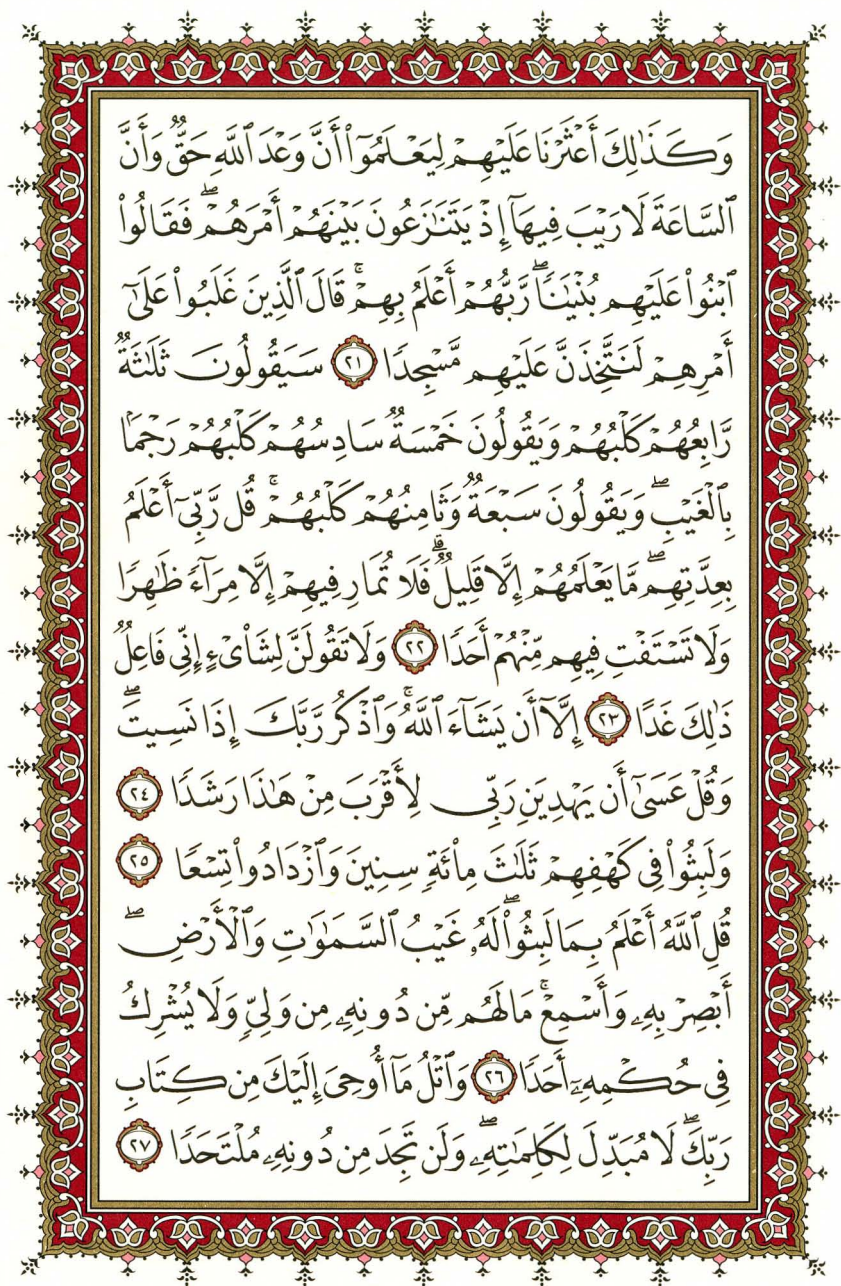 وَكَذَٰلِكَ أَعْثَرْنَا عَلَيْهِمْ لِيَعْلَمُوٓا۟ أَنَّ وَعْدَ ٱللَّهِ حَقٌّ وَأَنَّ
ٱلسَّاعَةَ لَا رَيْبَ فِيهَآ إِذْ يَتَنَٰزَعُونَ بَيْنَهُمْ أَمْرَهُمْ ۖ فَقَالُوا۟
ٱبْنُوا۟ عَلَيْهِم بُنْيَٰنًا ۖ رَّبُّهُمْ أَعْلَمُ بِهِمْ ۚ قَالَ ٱلَّذِينَ غَلَبُوا۟ عَلَىٰٓ
أَمْرِهِمْ لَنَتَّخِذَنَّ عَلَيْهِم مَّسْجِدًا ٢١ سَيَقُولُونَ ثَلَٰثَةٌ
رَّابِعُهُمْ كَلْبُهُمْ وَيَقُولُونَ خَمْسَةٌ سَادِسُهُمْ كَلْبُهُمْ رَجْمًۢا
بِٱلْغَيْبِ ۖ وَيَقُولُونَ سَبْعَةٌ وَثَامِنُهُمْ كَلْبُهُمْ ۚ قُل رَّبِّىٓ أَعْلَمُ
بِعِدَّتِهِم ۖ مَّا يَعْلَمُهُمْ إِلَّا قَلِيلٌ ۗ فَلَا تُمَارِ فِيهِمْ إِلَّا مِرَآءً ظَٰهِرًا
وَلَا تَسْتَفْتِ فِيهِم مِّنْهُمْ أَحَدًا ٢٢ وَلَا تَقُولَنَّ لِشَا۟ىْءٍ إِنِّى فَاعِلٌ
ذَٰلِكَ غَدًا ٢٣ إِلَّآ أَن يَشَآءَ ٱللَّهُ ۚ وَٱذْكُر رَّبَّكَ إِذَا نَسِيتَ ۖ
وَقُلْ عَسَىٰٓ أَن يَهْدِيَنِ رَبِّى لِأَقْرَبَ مِنْ هَٰذَا رَشَدًا ٢٤
وَلَبِثُوا۟ فِى كَهْفِهِمْ ثَلَٰثَ مِا۟ئَةٍ سِنِينَ وَٱزْدَادُوا۟ تِسْعًا ٢٥
قُلِ ٱللَّهُ أَعْلَمُ بِمَا لَبِثُوا۟ ۖ لَهُۥ غَيْبُ ٱلسَّمَٰوَٰتِ وَٱلْأَرْضِ ۖ
أَبْصِرْ بِهِۦ وَأَسْمِعْ ۚ مَا لَهُم مِّن دُونِهِۦ مِن وَلِىٍّ وَلَا يُشْرِكُ
فِى حُكْمِهِۦٓ أَحَدًا ٢٦ وَٱتْلُ مَآ أُوحِىَ إِلَيْكَ مِن كِتَابِ
رَبِّكَ ۖ لَا مُبَدِّلَ لِكَلِمَٰتِهِۦ ۖ وَلَن تَجِدَ مِن دُونِهِۦ مُلْتَحَدًا ٢٧